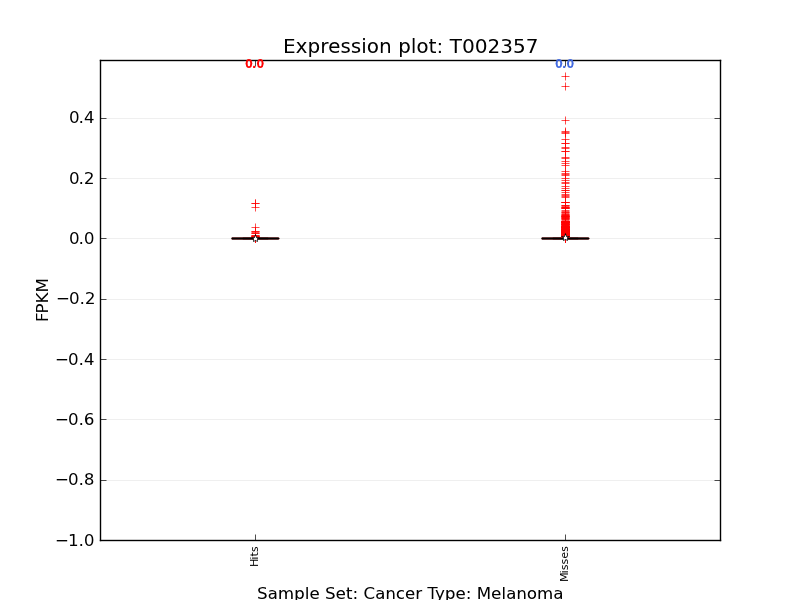 Expression plot: T002357
0.0
0.0
0.4
0.2
0.0
−0.2
−0.4
−0.6
−0.8
−1.0
FPKM
Hits
Misses
Sample Set: Cancer Type: Melanoma